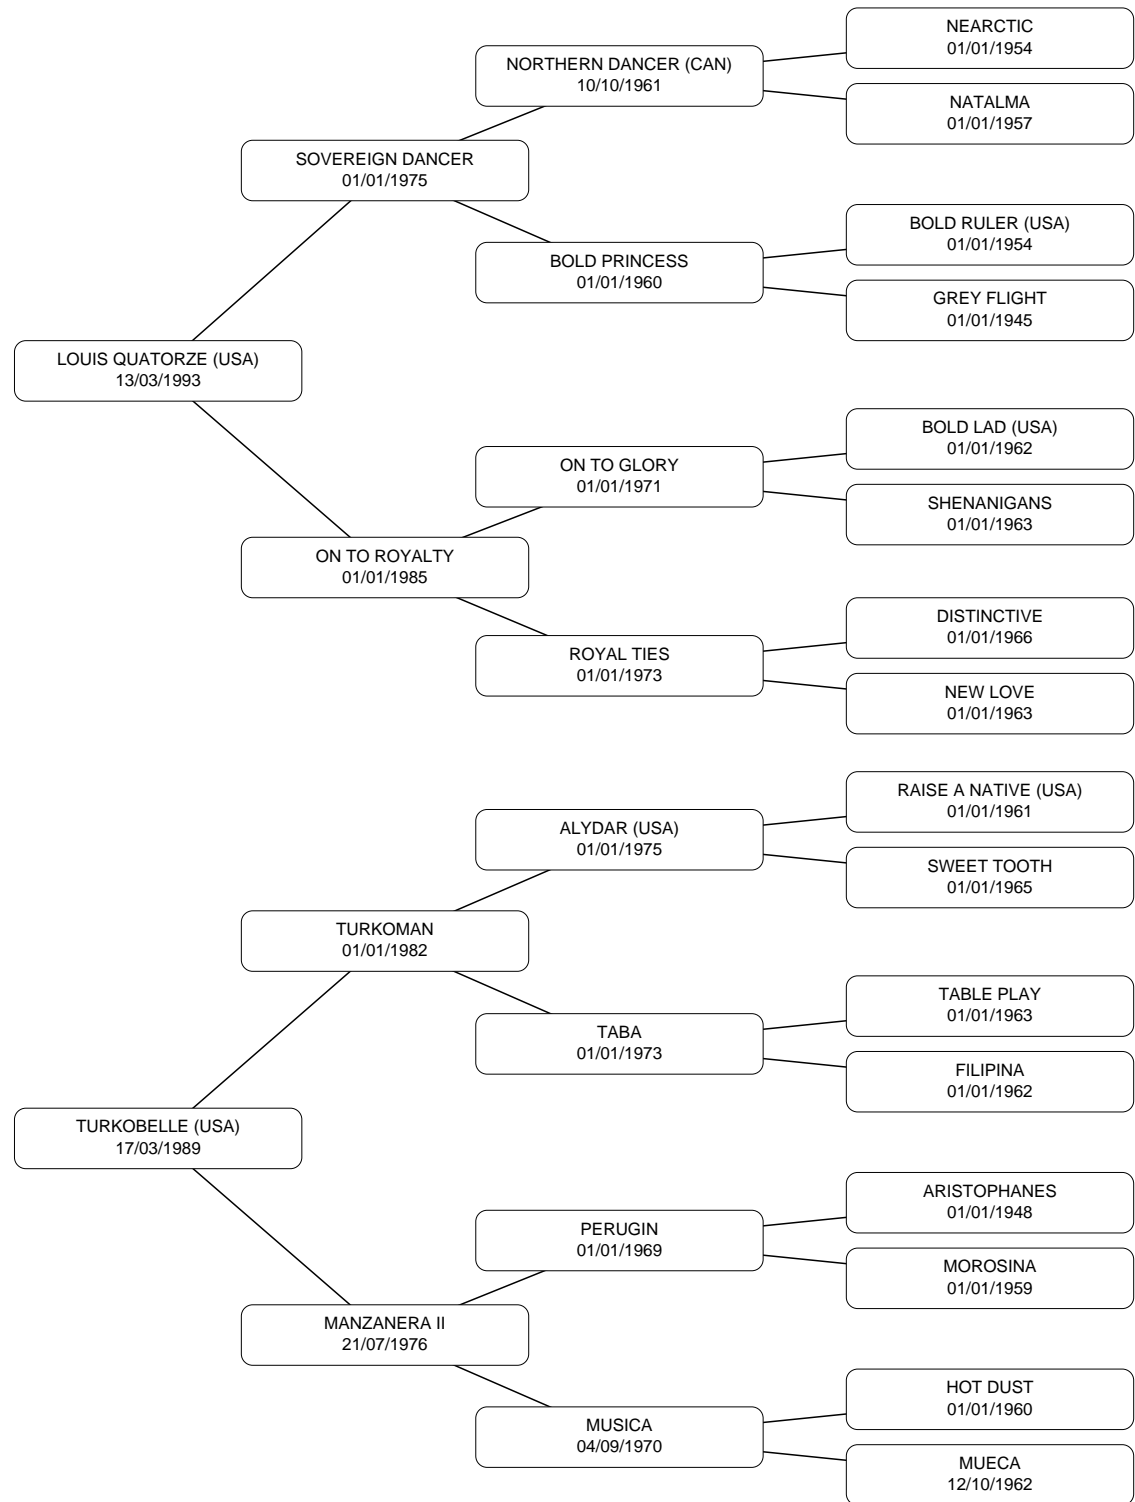 NEARCTIC
01/01/1954
NORTHERN DANCER (CAN)
10/10/1961
NATALMA
01/01/1957
SOVEREIGN DANCER
01/01/1975
BOLD RULER (USA)
01/01/1954
BOLD PRINCESS
01/01/1960
GREY FLIGHT
01/01/1945
LOUIS QUATORZE (USA)
13/03/1993
BOLD LAD (USA)
01/01/1962
ON TO GLORY
01/01/1971
SHENANIGANS
01/01/1963
ON TO ROYALTY
01/01/1985
DISTINCTIVE
01/01/1966
ROYAL TIES
01/01/1973
NEW LOVE
01/01/1963
RAISE A NATIVE (USA)
01/01/1961
ALYDAR (USA)
01/01/1975
SWEET TOOTH
01/01/1965
TURKOMAN
01/01/1982
TABLE PLAY
01/01/1963
TABA
01/01/1973
FILIPINA
01/01/1962
TURKOBELLE (USA)
17/03/1989
ARISTOPHANES
01/01/1948
PERUGIN
01/01/1969
MOROSINA
01/01/1959
MANZANERA II
21/07/1976
HOT DUST
01/01/1960
MUSICA
04/09/1970
MUECA
12/10/1962